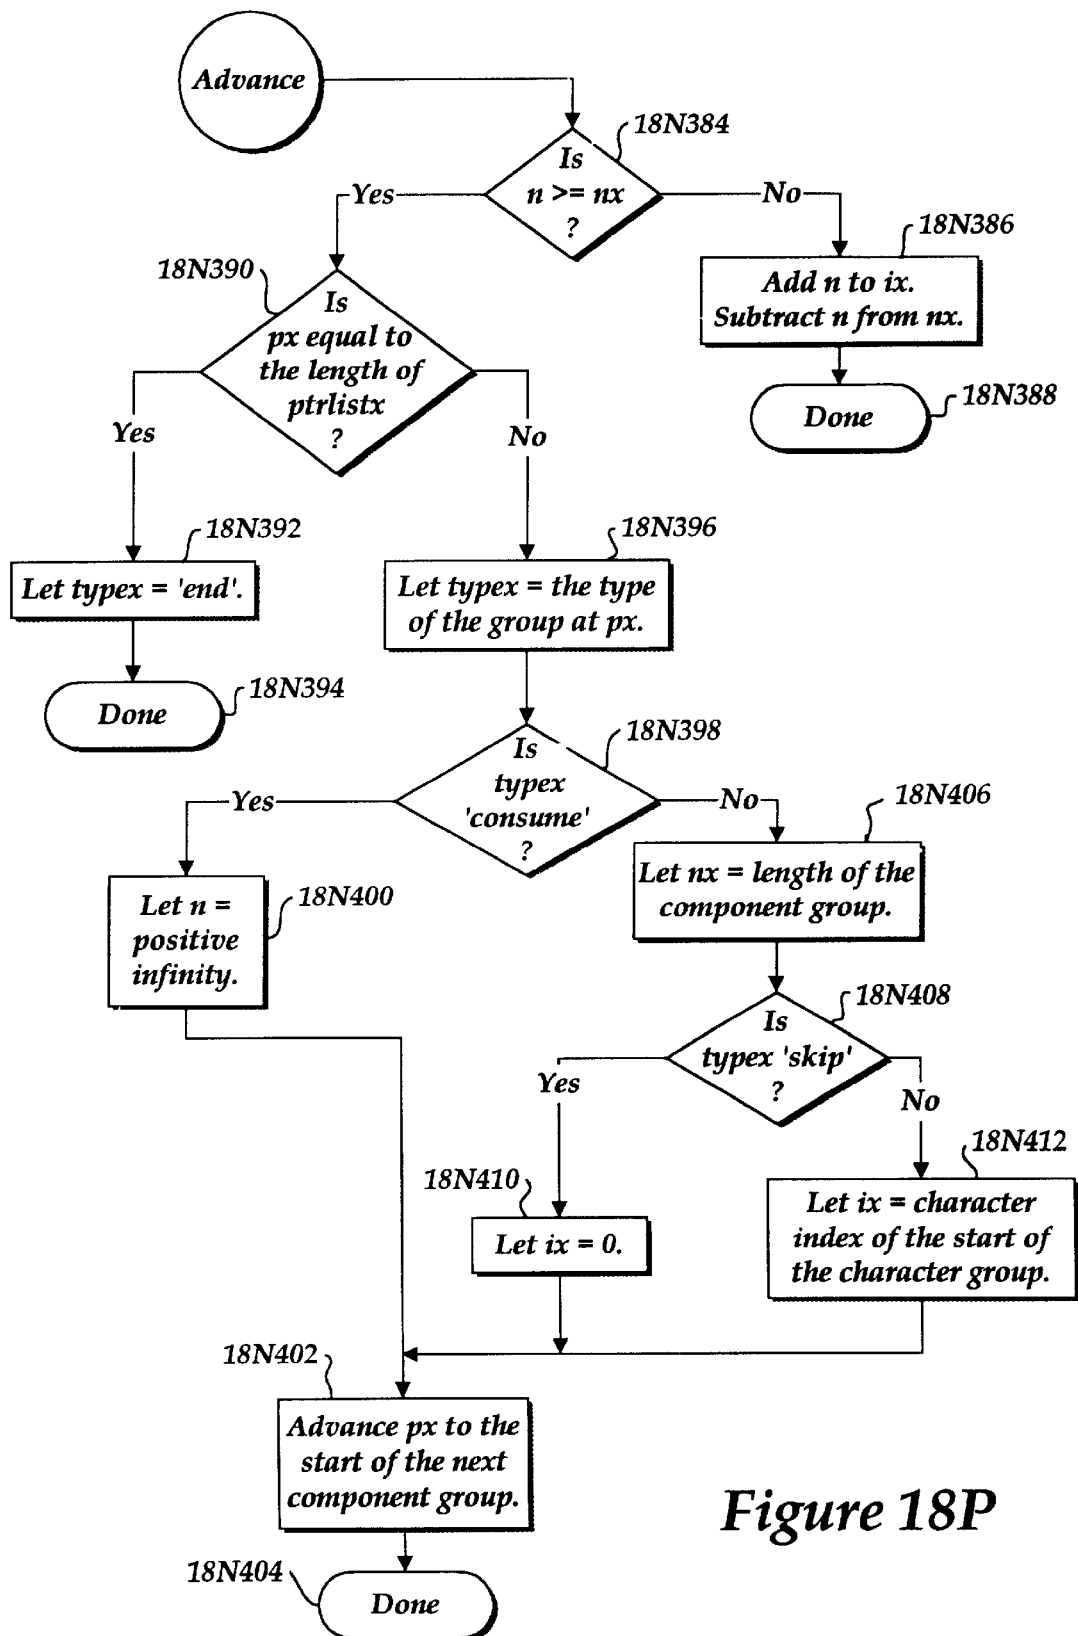 Advance
18N384
Is
n >= nx
?
Yes
No
18N386
Add n to ix.
Subtract n from nx.
18N388
Done
18N390
Is
px equal to
the length of
ptrlistx
?
Yes
No
18N392
Let typex = 'end'.
18N394
Done
18N396
Let typex = the type
of the group at px.
18N398
Is
typex
'consume'
?
Yes
No
18N400
Let n =
positive
infinity.
18N406
Let nx = length of the
component group.
18N408
Is
typex 'skip'
?
Yes
No
18N410
Let ix = 0.
18N412
Let ix = character
index of the start of
the character group.
18N402
Advance px to the
start of the next
component group.
18N404
Done
Figure 18P